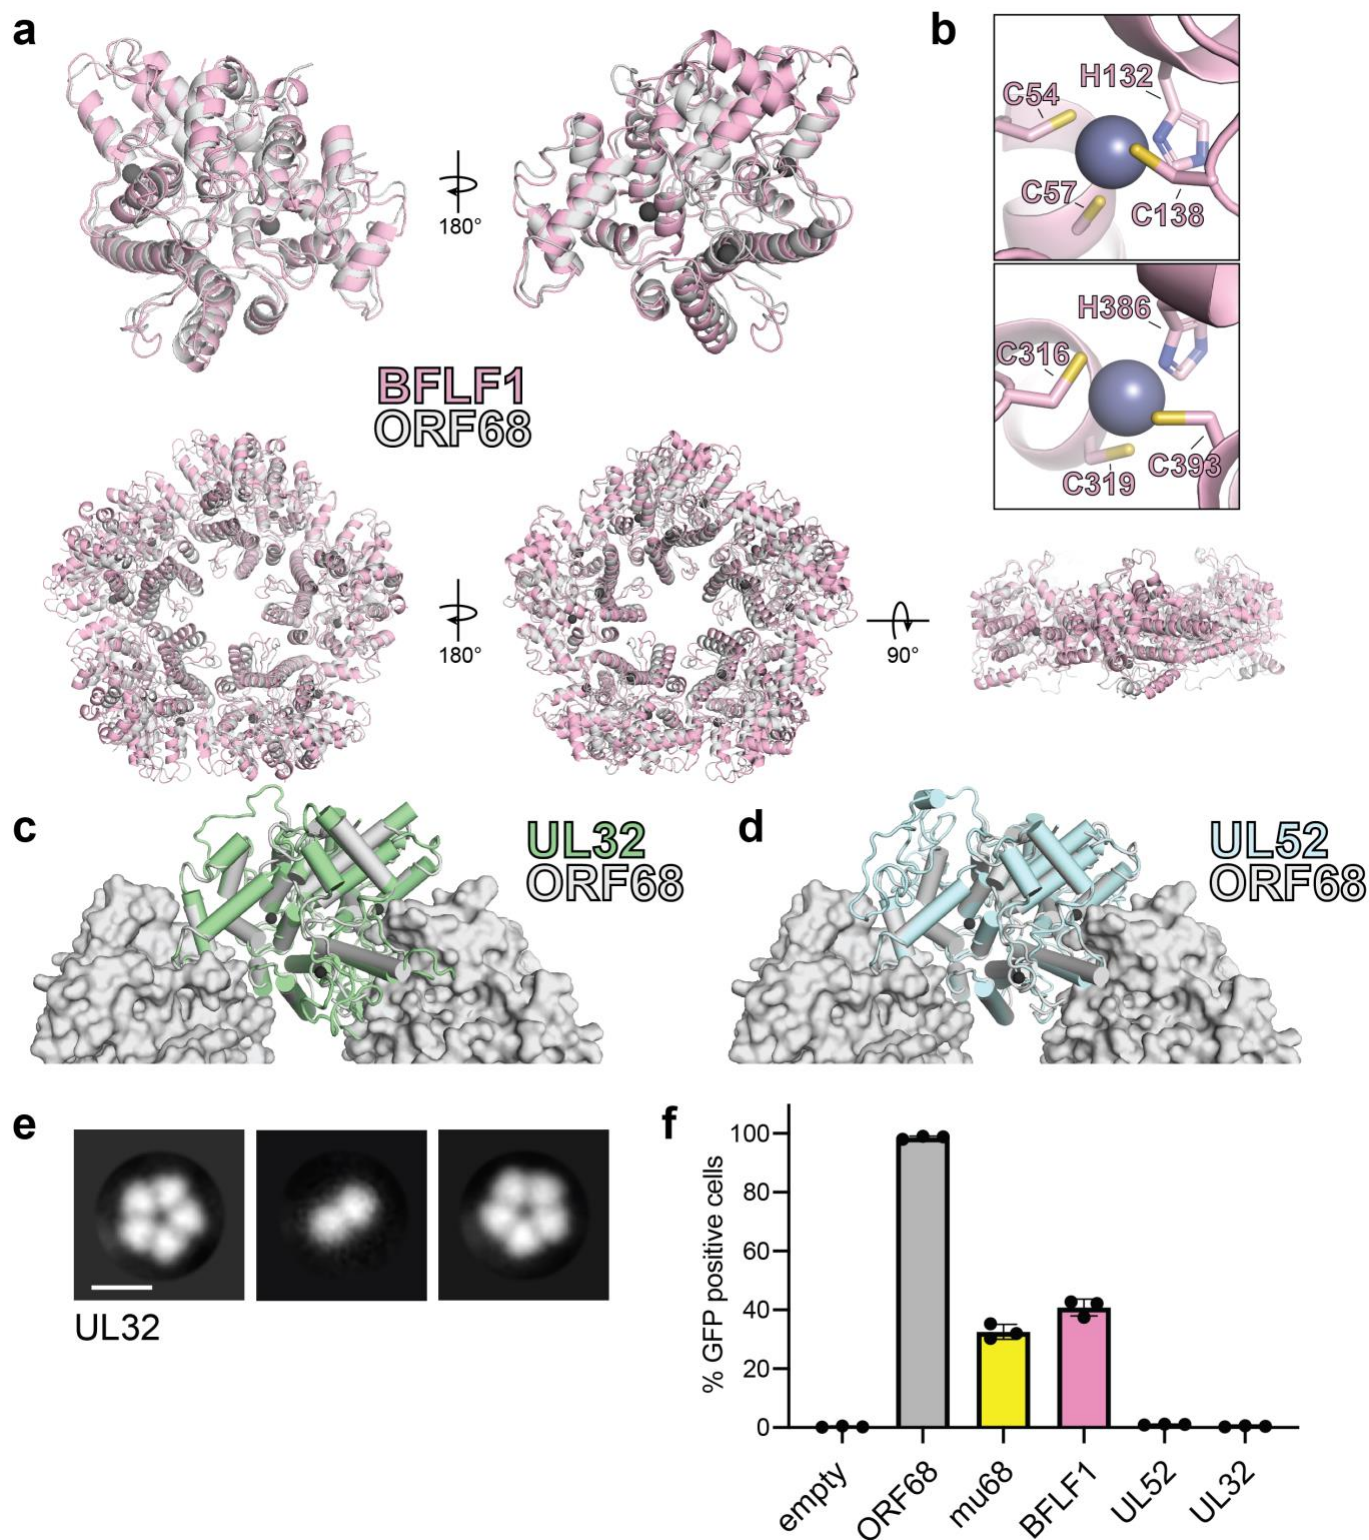 a
180°
BFLF1
ORF68
180°
90°
b
C54
H132
C57
C138
C316
H386
C319
C393
c
UL32
ORF68
d
UL52
ORF68
e
UL32
f
% GFP positive cells
100
80
60
40
20
0
empty
ORF68
mu68
BFLF1
UL52
UL32